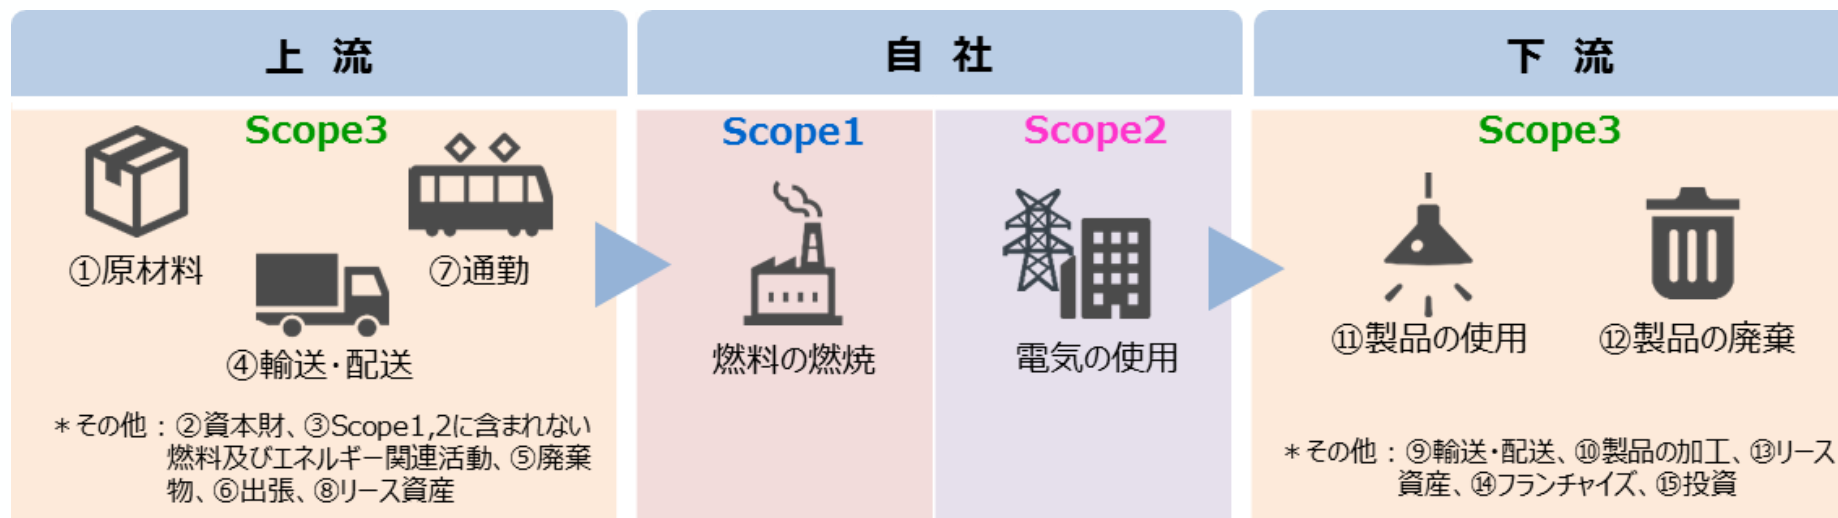 上 流
自 社
下 流
Scope3
①原材料
⑦通勤
④輸送・配送
＊その他：②資本財、③Scope1,2に含まれない
燃料及びエネルギー関連活動、⑤廃棄
物、⑥出張、⑧リース資産
Scope1
燃料の燃焼
Scope2
電気の使用
Scope3
⑪製品の使用
⑫製品の廃棄
＊その他：⑨輸送・配送、⑩製品の加工、⑬リース
資産、⑭フランチャイズ、⑮投資